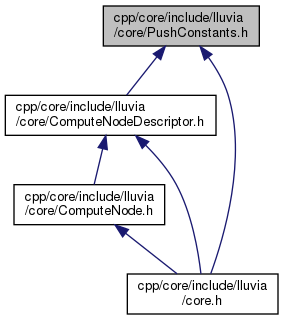 cpp/core/include/lluvia
/core/PushConstants.h
cpp/core/include/lluvia
/core/ComputeNodeDescriptor.h
cpp/core/include/lluvia
/core/ComputeNode.h
cpp/core/include/lluvia
/core.h